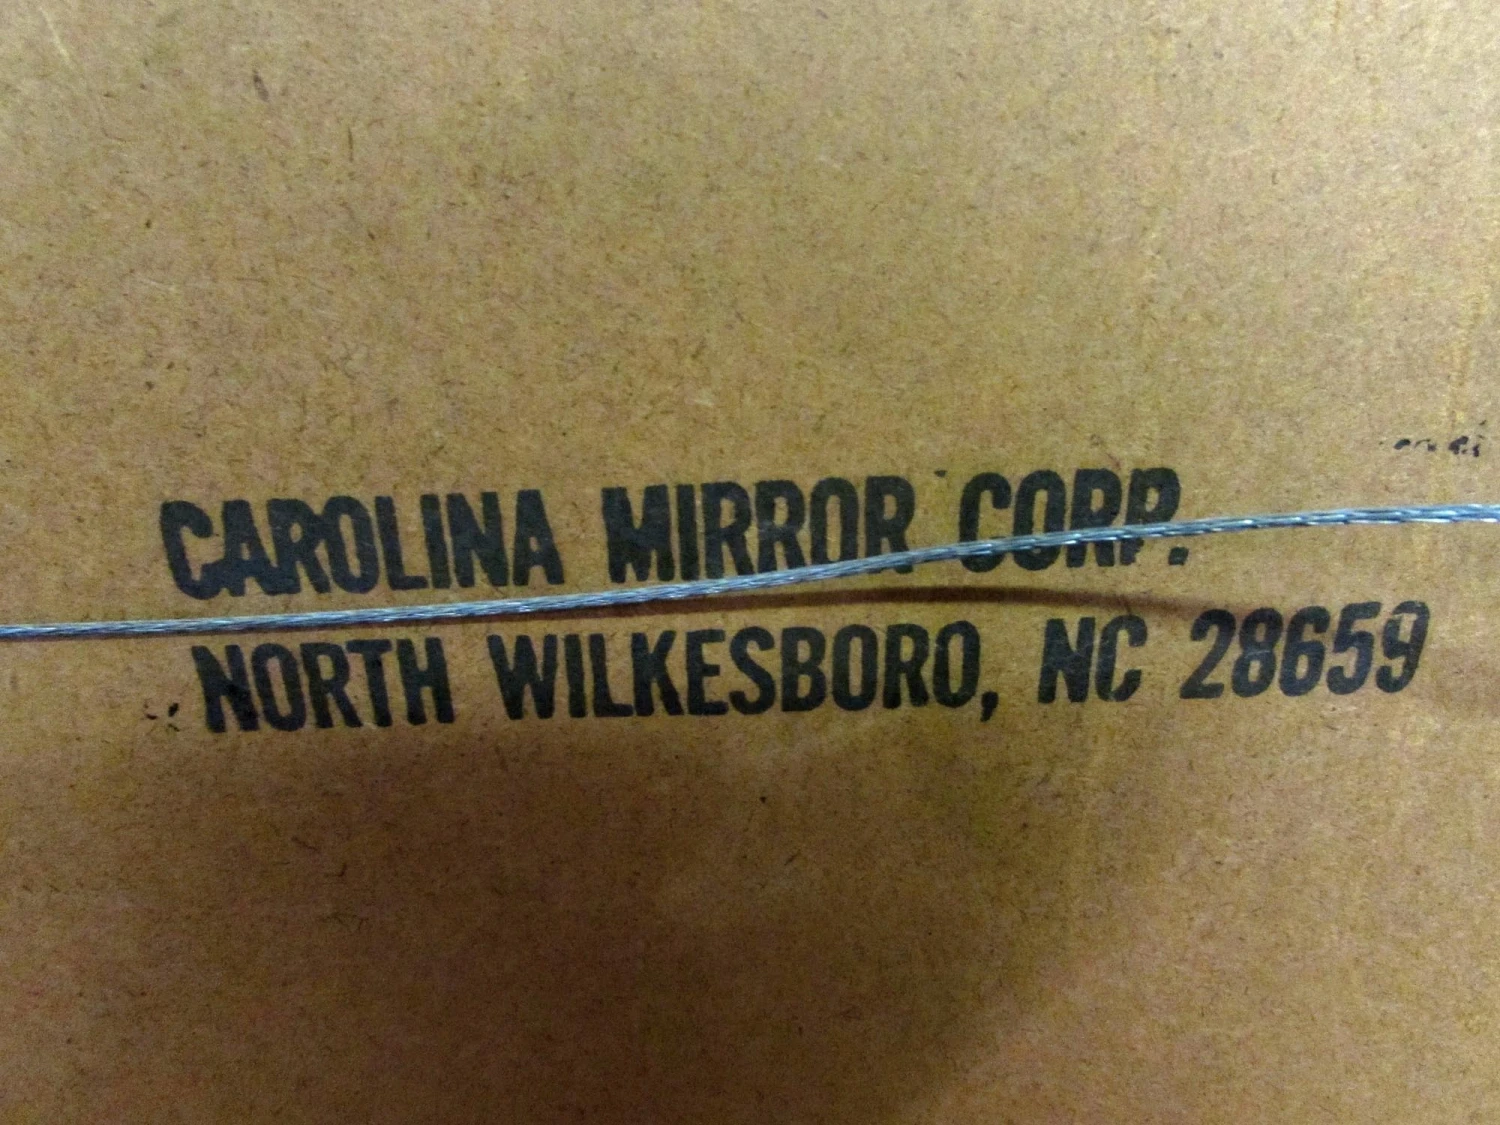 CAROLINA MIRROR CORP.
NORTH WILKESBORO, NC 28659